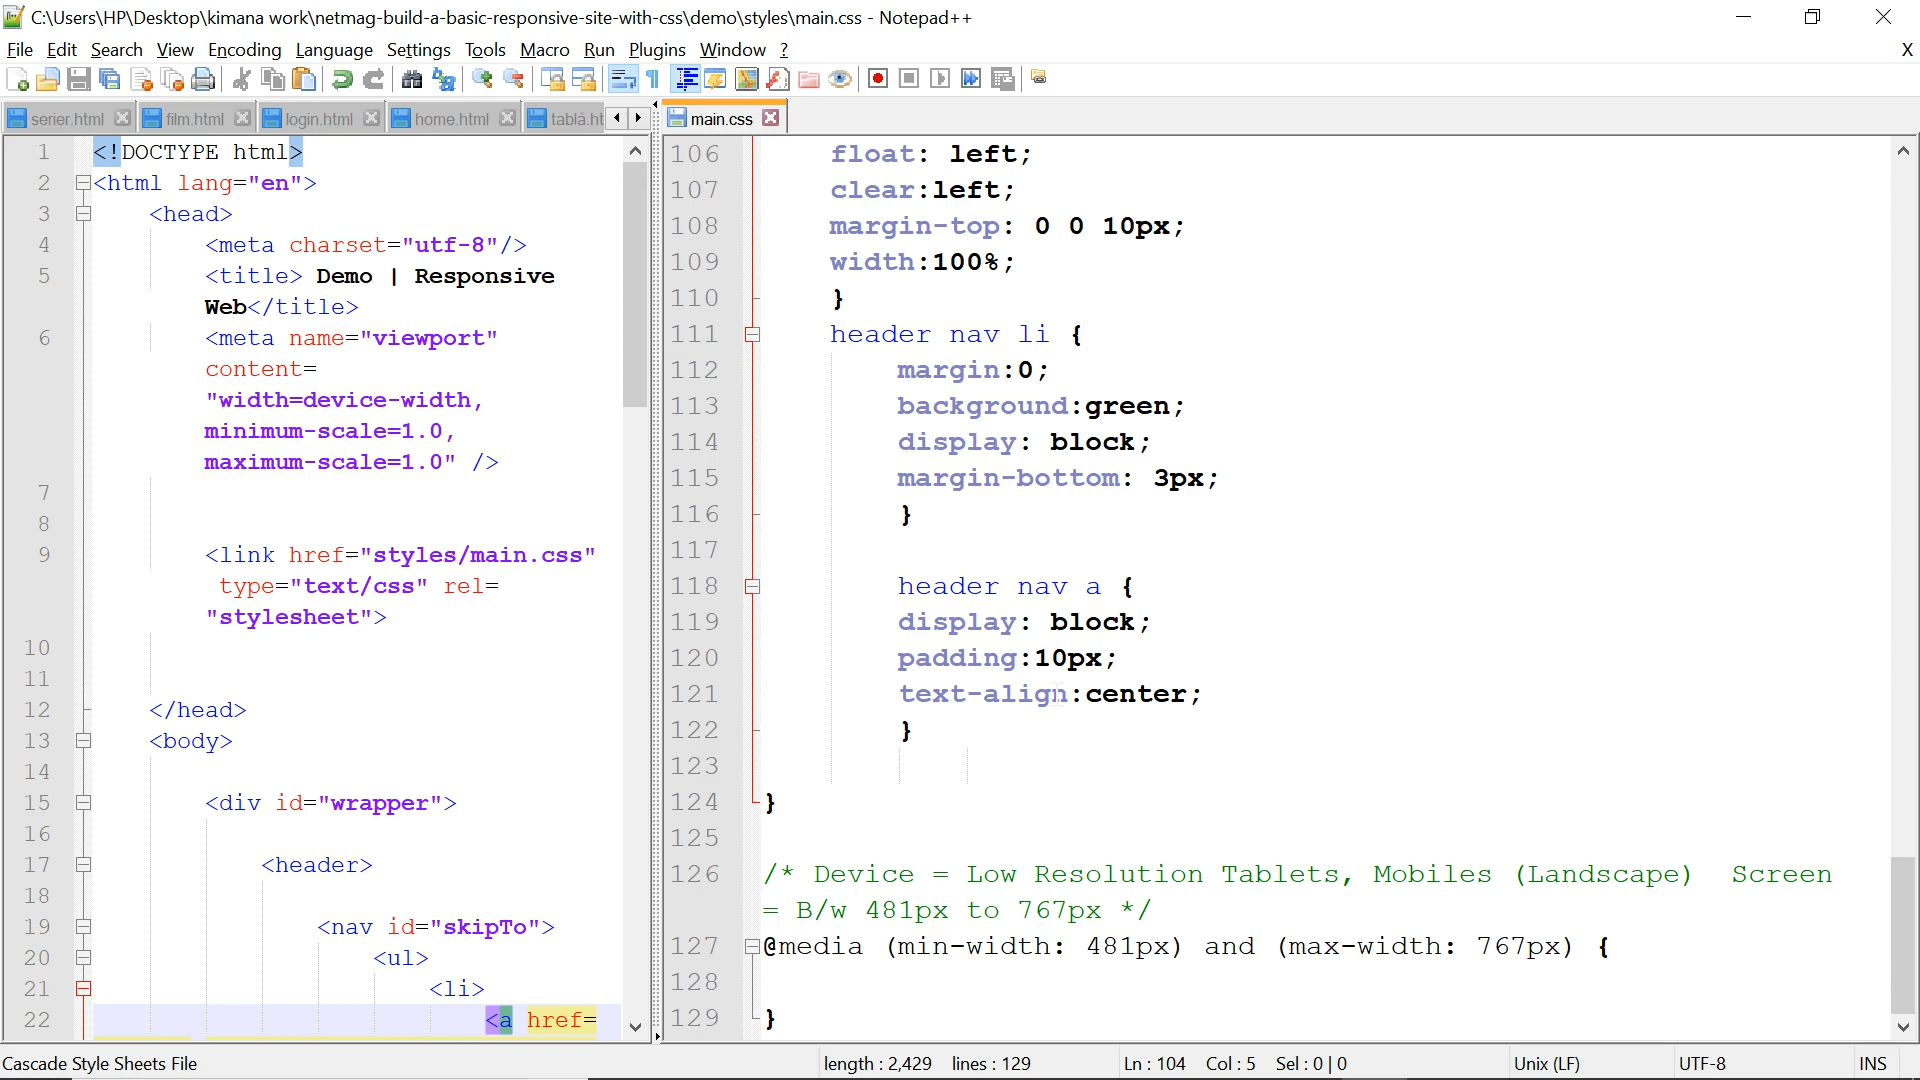 C:\Users\HP\Desktop\kimana work\netmag-build-a-basic-responsive-site-with-css\demo\styles\main.css - Notepad++
File Edit Search View Encoding Language Settings Tools Macro Run Plugins Window ? X
serier.html film.html login.html home.html tablá.ht
1 <!DOCTYPE html>
2 <html lang="en">
3 <head>
4 <meta charset="utf-8"/>
5 <title> Demo | Responsive
Web</title>
6 <meta name="viewport"
content=
"width=device-width,
minimum-scale=1.0,
maximum-scale=1.0" />
7
8
9 <link href="styles/main.css"
type="text/css" rel=
"stylesheet">
10
11
12 </head>
13 <body>
14
15 <div id="wrapper">
16
17 <header>
18
19 <nav id="skipTo">
20 <ul>
21 <li>
22 <a href=
main.css
106 float: left;
107 clear:left;
108 margin-top: 0 0 10px;
109 width:100%;
110 }
111 header nav li {
112 margin:0;
113 background:green;
114 display: block;
115 margin-bottom: 3px;
116 }
117
118 header nav a {
119 display: block;
120 padding:10px;
121 text-align:center;
122 }
123
124 }
125
126 /* Device = Low Resolution Tablets, Mobiles (Landscape)  Screen
= B/w 481px to 767px */
127 @media (min-width: 481px) and (max-width: 767px) {
128
129 }
Cascade Style Sheets File length : 2,429 lines : 129 Ln : 104 Col : 5 Sel : 0 | 0 Unix (LF) UTF-8 INS